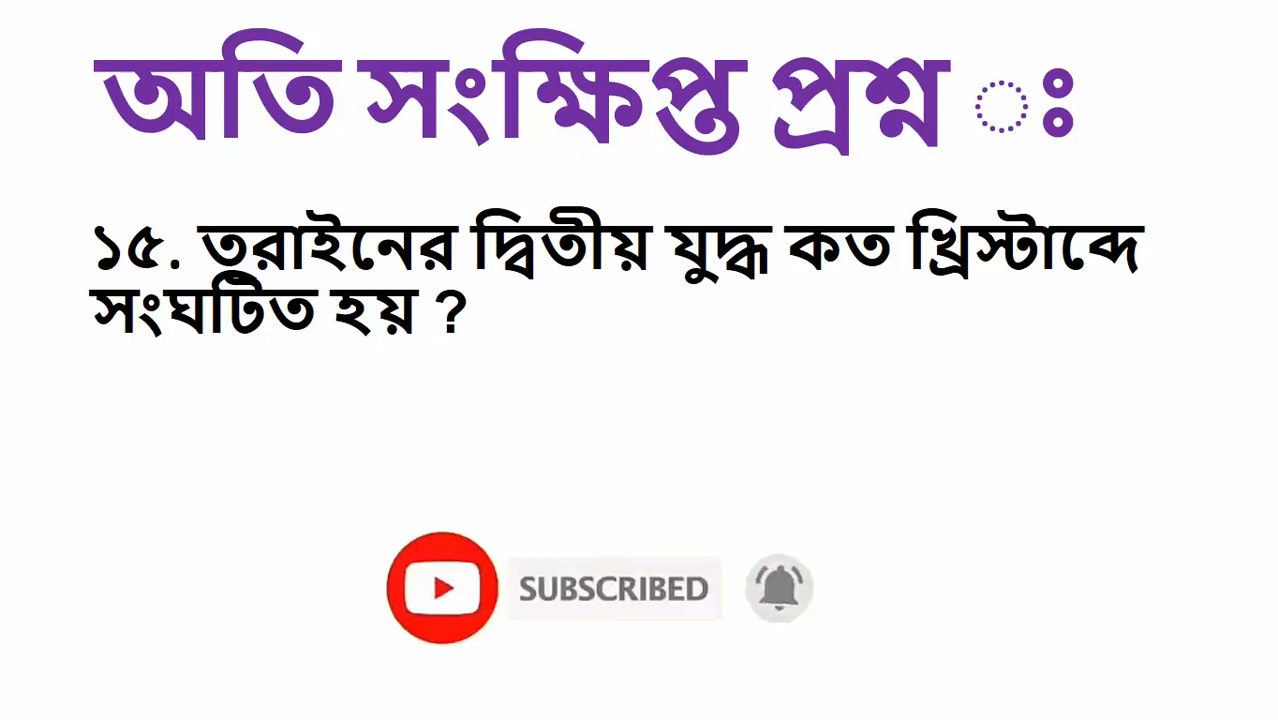 অতি সংক্ষিপ্ত প্রশ্ন ঃ
১৫. তরাইনের দ্বিতীয় যুদ্ধ কত খ্রিস্টাব্দে
সংঘটিত হয় ?
SUBSCRIBED